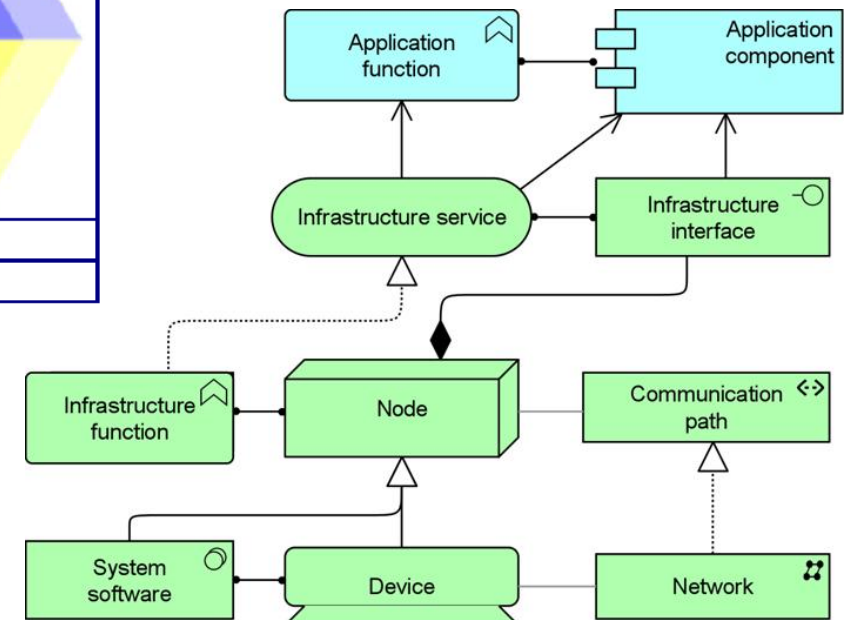 Application
function
Application
component
Infrastructure service
Infrastructure
interface
Infrastructure
function
Node
Communication
path
System
software
Device
Network